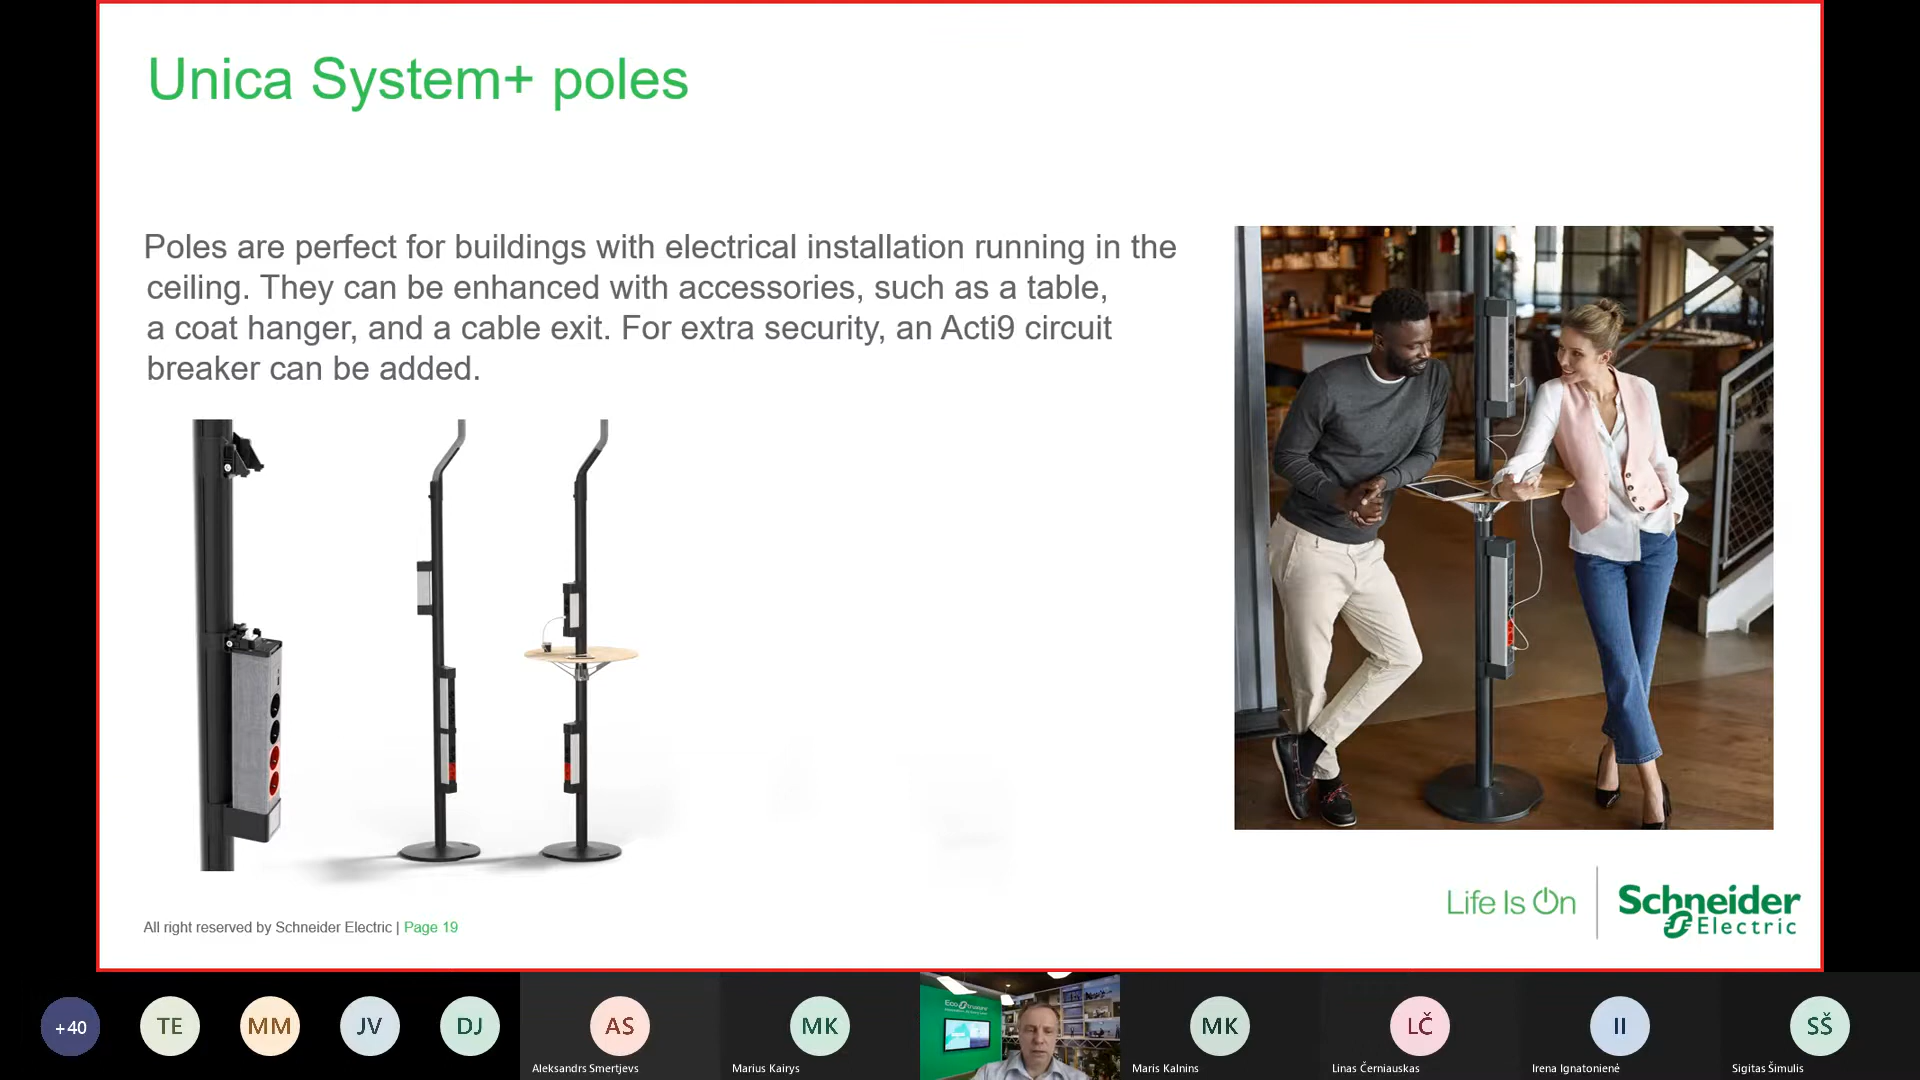 Unica System+ poles
Poles are perfect for buildings with electrical installation running in the
ceiling. They can be enhanced with accessories, such as a table,
a coat hanger, and a cable exit. For extra security, an Acti9 circuit
breaker can be added.
Life Is On
Schneider
Electric
All right reserved by Schneider Electric | Page 19
+40
TE
MM
JV
DJ
AS
MK
MK
LČ
II
SŠ
Aleksandrs Smertjevs
Marius Kairys
Maris Kalnins
Linas Černiauskas
Irena Ignatonienė
Sigitas Šimulis